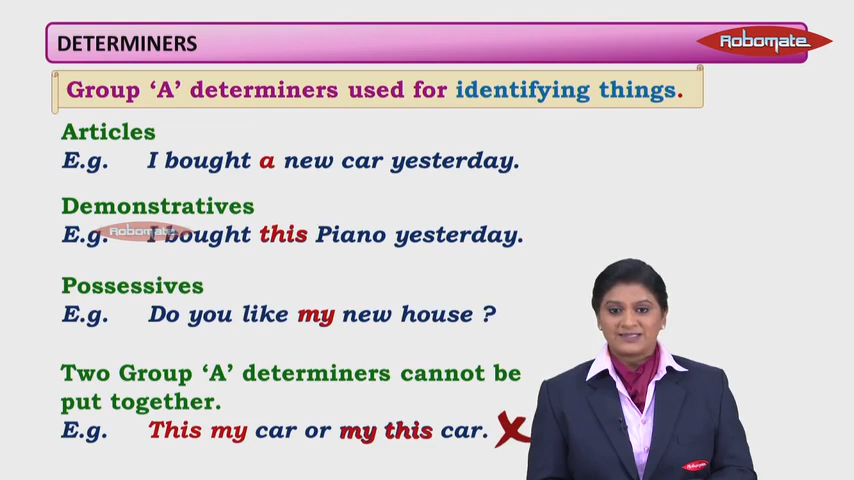 DETERMINERS
Robomate
Group ‘A’ determiners used for identifying things.
Articles
E.g. I bought a new car yesterday.
Demonstratives
E.g. I bought this Piano yesterday.
Robomate
Possessives
E.g. Do you like my new house ?
Two Group ‘A’ determiners cannot be
put together.
E.g. This my car or my this car.
Robomate